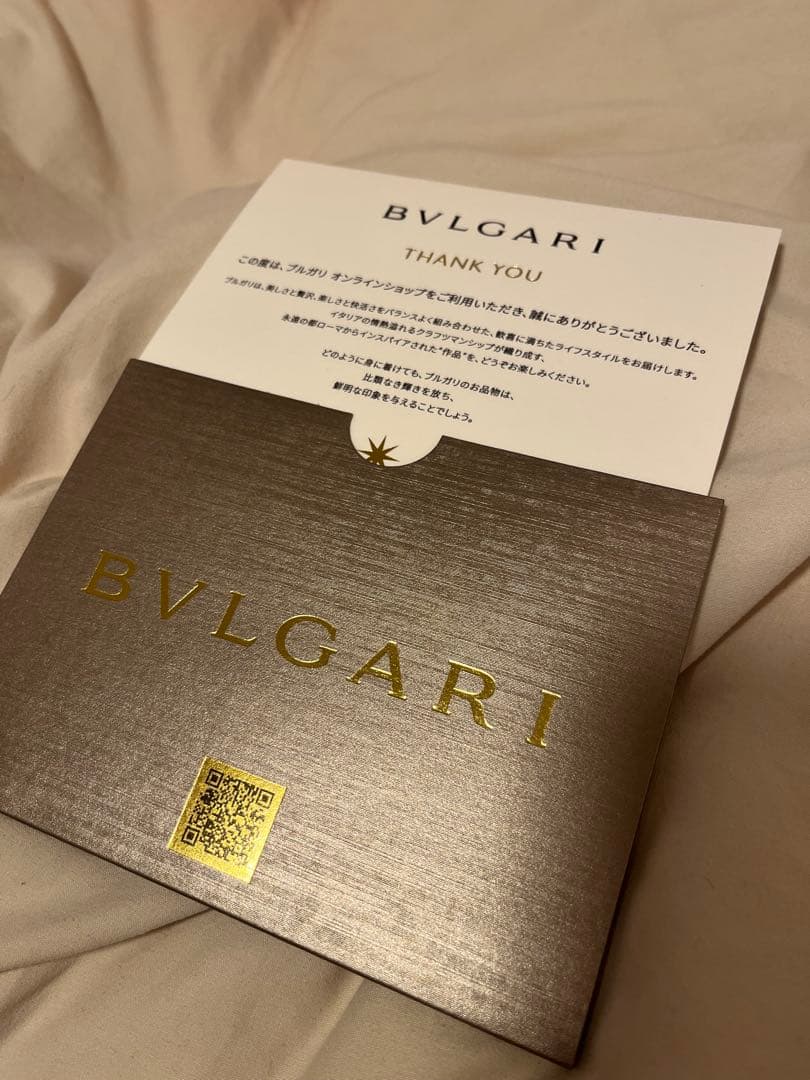 BVLGARI
THANK YOU
この度は、ブルガリ オンラインショップをご利用いただき、誠にありがとうございました。
ブルガリは、美しさと贅沢、楽しさと快活さをバランスよく組み合わせた、歓喜に満ちたライフスタイルをお届けします。
イタリアの情熱溢れるクラフツマンシップが織り成す、
永遠の都ローマからインスパイアされた“作品”を、どうぞお楽しみください。
どのように身に着けても、ブルガリのお品物は、
比類なき輝きを放ち、
鮮明な印象を与えることでしょう。
BVLGARI